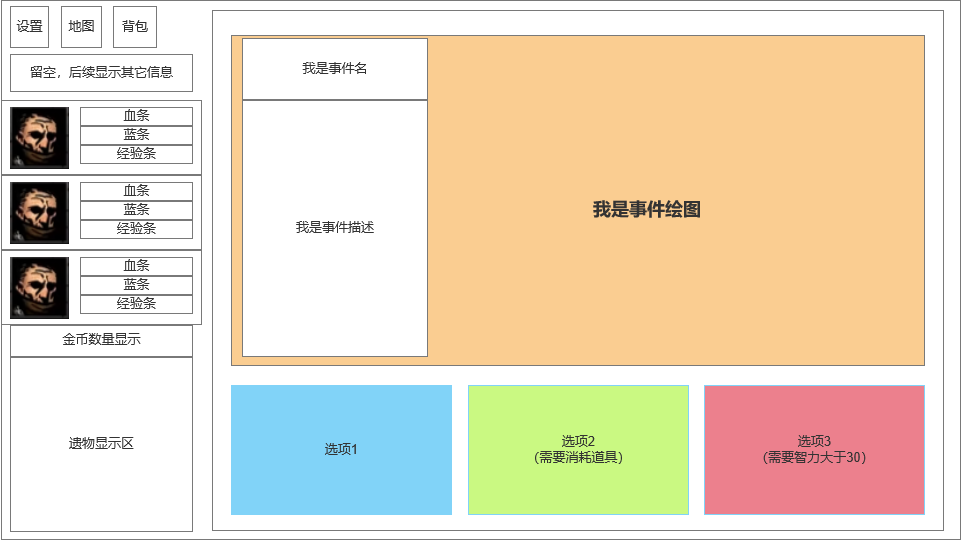 设置
地图
背包
留空，后续显示其它信息
血条
蓝条
经验条
血条
蓝条
经验条
血条
蓝条
经验条
金币数量显示
遗物显示区
我是事件名
我是事件描述
我是事件绘图
选项1
选项2
（需要消耗道具）
选项3
（需要智力大于30）